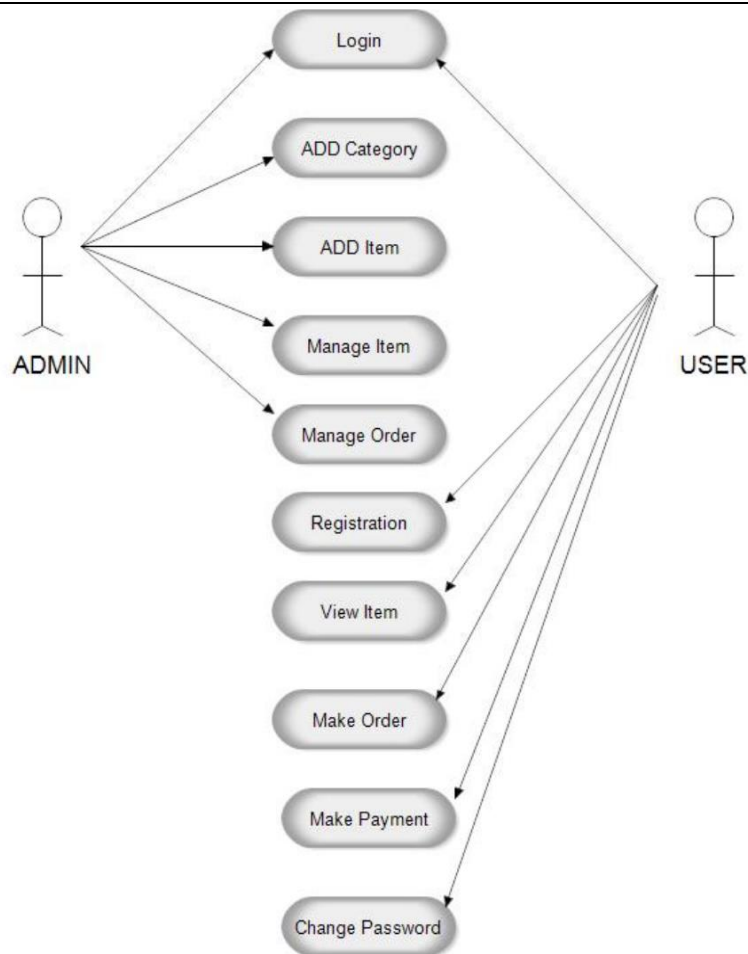 Login
ADD Category
ADD Item
ADMIN
Manage Item
USER
Manage Order
Registration
View Item
Make Order
Make Payment
Change Password